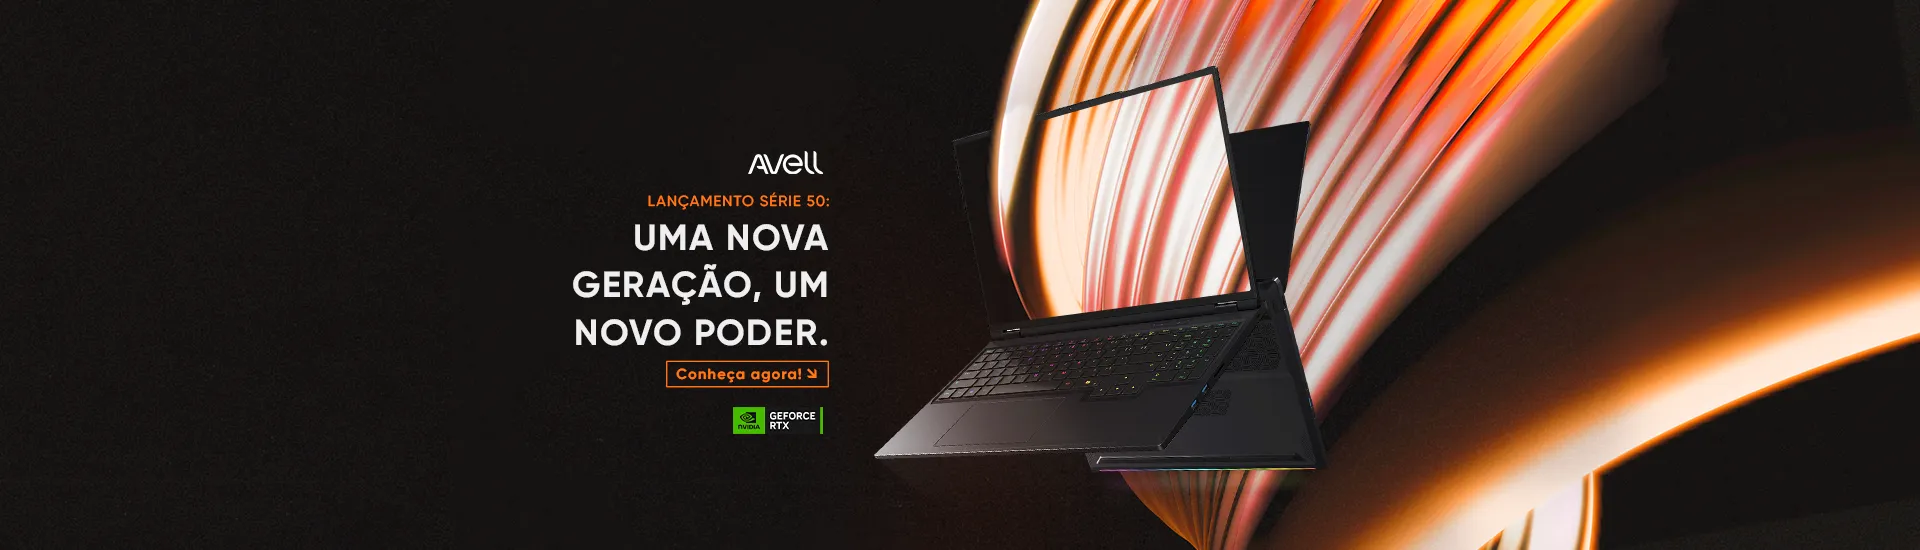 Avell
LANÇAMENTO SÉRIE 50:
UMA NOVA
GERAÇÃO, UM
NOVO PODER.
Conheça agora!
NVIDIA
GEFORCE
RTX